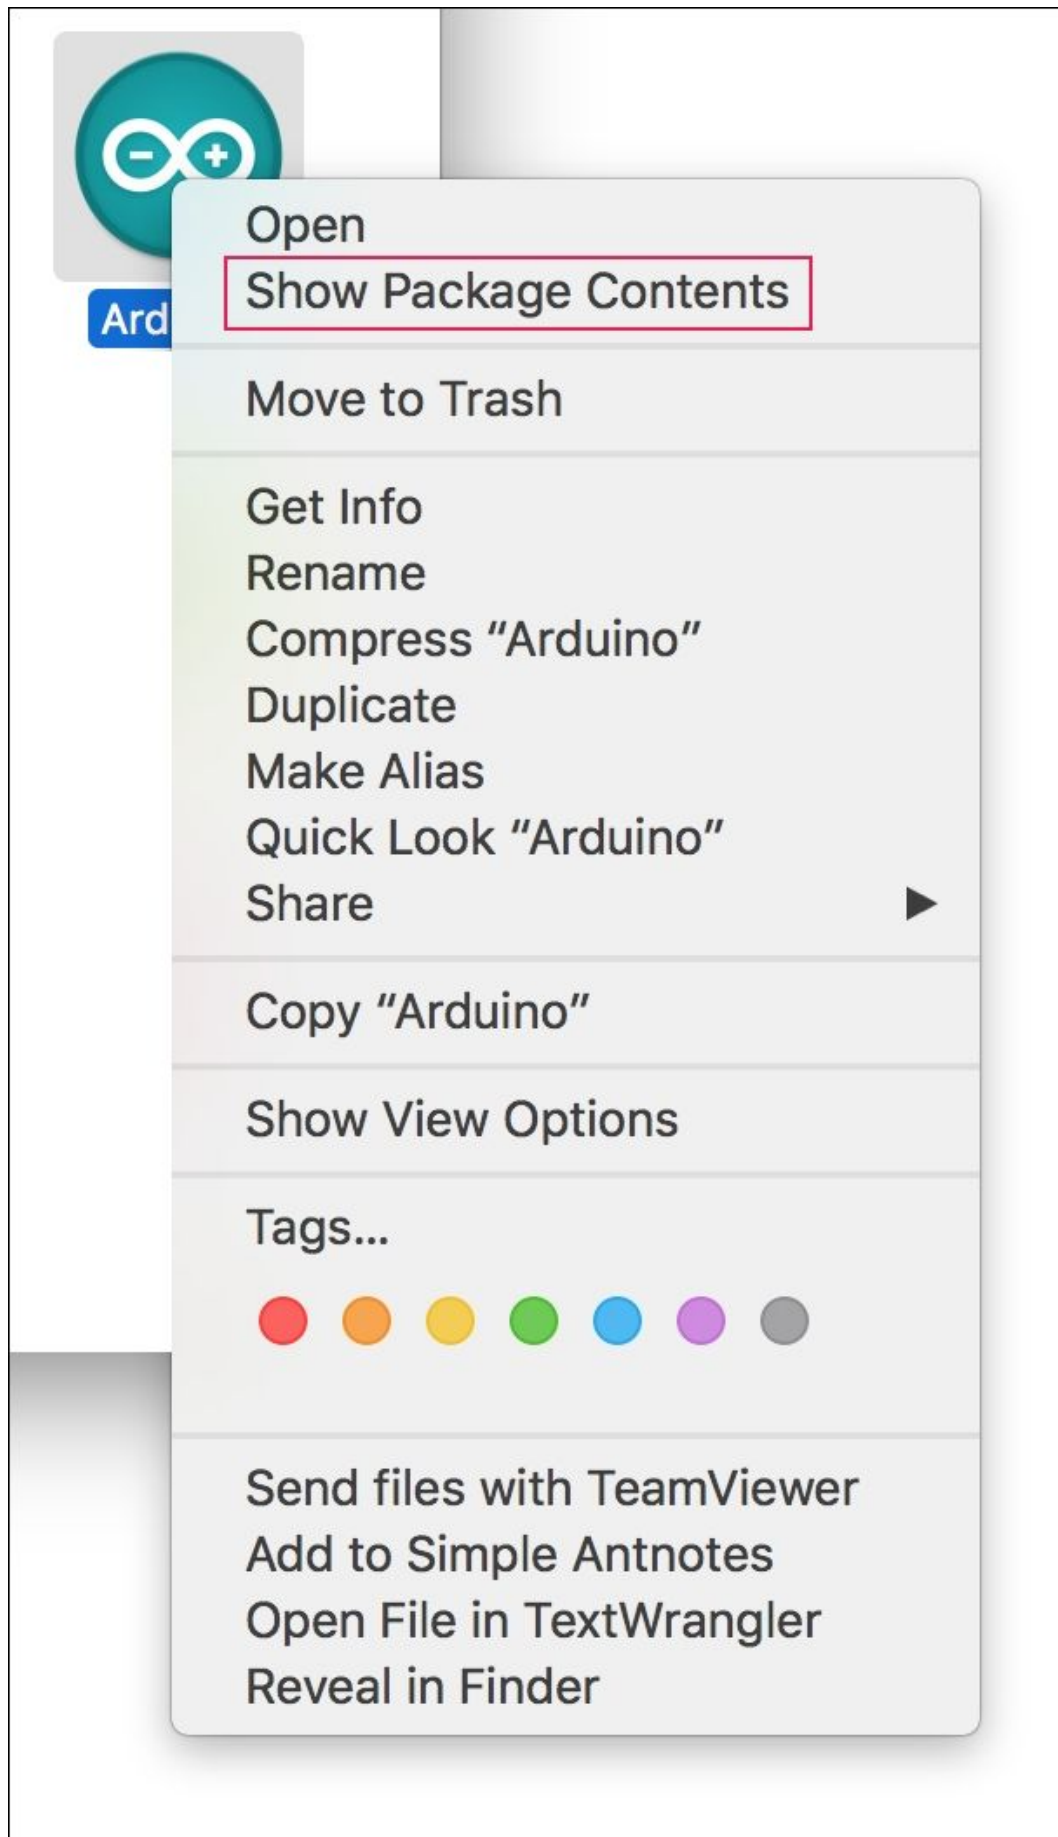 Open
Show Package Contents
Ard
Move to Trash
Get Info
Rename
Compress “Arduino”
Duplicate
Make Alias
Quick Look “Arduino”
Share
Copy “Arduino”
Show View Options
Tags...
Send files with TeamViewer
Add to Simple Antnotes
Open File in TextWrangler
Reveal in Finder